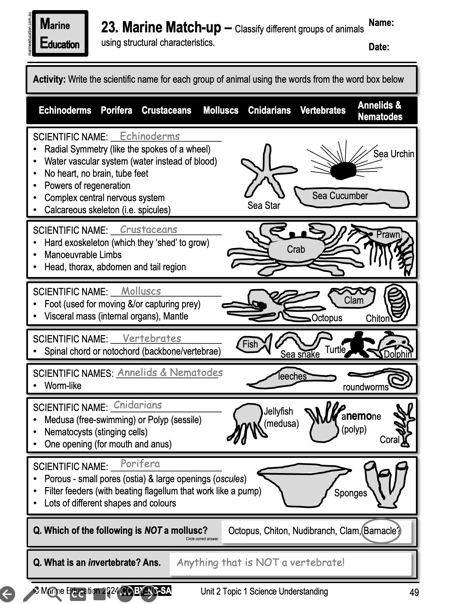 Marine
Education
23. Marine Match-up – Classify different groups of animals
using structural characteristics.
Name:
Date:
Activity: Write the scientific name for each group of animal using the words from the word box below
Echinoderms Porifera Crustaceans Molluscs Cnidarians Vertebrates Annelids & Nematodes
SCIENTIFIC NAME: Echinoderms
• Radial Symmetry (like the spokes of a wheel)
• Water vascular system (water instead of blood)
• No heart, no brain, tube feet
• Powers of regeneration
• Complex central nervous system
• Calcareous skeleton (i.e. spicules)
Sea Star
Sea Urchin
Sea Cucumber
SCIENTIFIC NAME: Crustaceans
• Hard exoskeleton (which they 'shed' to grow)
• Manoeuvrable Limbs
• Head, thorax, abdomen and tail region
Crab
Prawn
SCIENTIFIC NAME: Molluscs
• Foot (used for moving &/or capturing prey)
• Visceral mass (internal organs), Mantle
Octopus
Clam
Chiton
SCIENTIFIC NAME: Vertebrates
• Spinal chord or notochord (backbone/vertebrae)
Fish
Sea snake
Turtle
Dolphin
SCIENTIFIC NAMES: Annelids & Nematodes
• Worm-like
leeches
roundworms
SCIENTIFIC NAME: Cnidarians
• Medusa (free-swimming) or Polyp (sessile)
• Nematocysts (stinging cells)
• One opening (for mouth and anus)
Jellyfish
(medusa)
anemone
(polyp)
Coral
SCIENTIFIC NAME: Porifera
• Porous - small pores (ostia) & large openings (oscules)
• Filter feeders (with beating flagellum that work like a pump)
• Lots of different shapes and colours
Sponges
Q. Which of the following is NOT a mollusc?
Circle correct answer
Octopus, Chiton, Nudibranch, Clam, Barnacle?
Q. What is an invertebrate? Ans. Anything that is NOT a vertebrate!
© Marine Education 2024 BY-NC-SA
Unit 2 Topic 1 Science Understanding
49